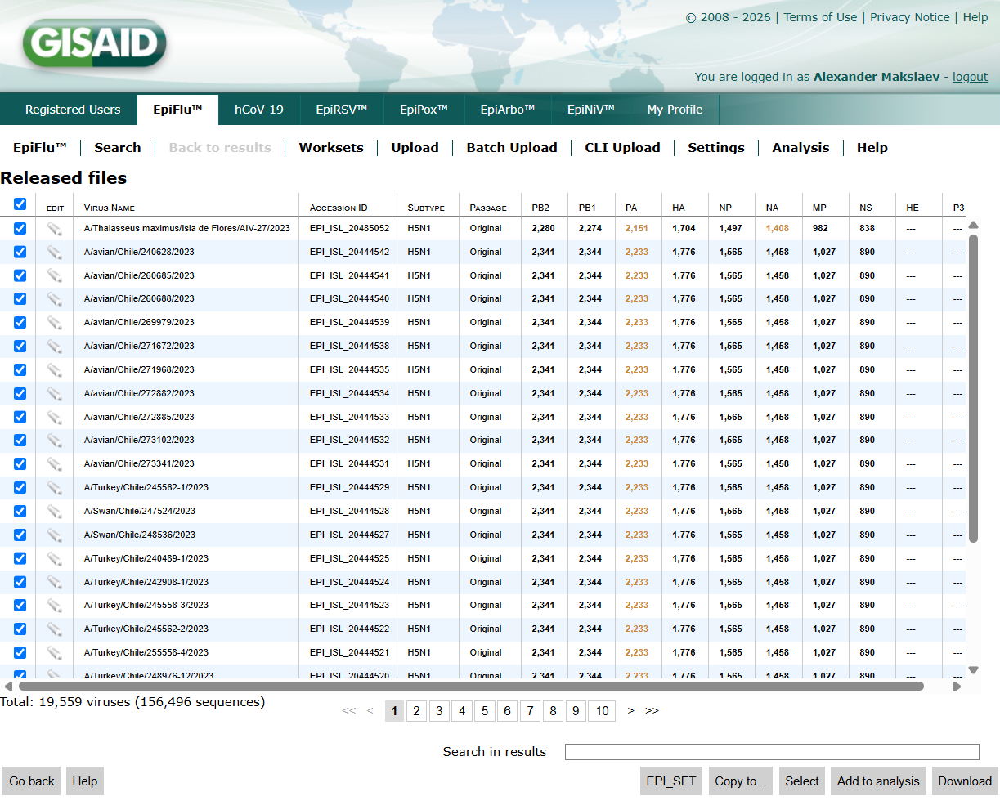 © 2008 - 2026 | Terms of Use | Privacy Notice | Help
GISAID
You are logged in as Alexander Maksiaev - logout
Registered Users EpiFlu™ hCoV-19 EpiRSV™ EpiPox™ EpiArbo™ EpiNiV™ My Profile
EpiFlu™ Search Back to results Worksets Upload Batch Upload CLI Upload Settings Analysis Help
Released files
EDIT VIRUS NAME ACCESSION ID SUBTYPE PASSAGE PB2 PB1 PA HA NP NA MP NS HE P3
A/Thalasseus maximus/Isla de Flores/AIV-27/2023 EPI_ISL_20485052 H5N1 Original 2,280 2,274 2,151 1,704 1,497 1,408 982 838 --- ---
A/avian/Chile/240628/2023 EPI_ISL_20444542 H5N1 Original 2,341 2,344 2,233 1,776 1,565 1,458 1,027 890 --- ---
A/avian/Chile/260685/2023 EPI_ISL_20444541 H5N1 Original 2,341 2,344 2,233 1,776 1,565 1,458 1,027 890 --- ---
A/avian/Chile/260688/2023 EPI_ISL_20444540 H5N1 Original 2,341 2,344 2,233 1,776 1,565 1,458 1,027 890 --- ---
A/avian/Chile/269979/2023 EPI_ISL_20444539 H5N1 Original 2,341 2,344 2,233 1,776 1,565 1,458 1,027 890 --- ---
A/avian/Chile/271672/2023 EPI_ISL_20444538 H5N1 Original 2,341 2,344 2,233 1,776 1,565 1,458 1,027 890 --- ---
A/avian/Chile/271968/2023 EPI_ISL_20444535 H5N1 Original 2,341 2,344 2,233 1,776 1,565 1,458 1,027 890 --- ---
A/avian/Chile/272882/2023 EPI_ISL_20444534 H5N1 Original 2,341 2,344 2,233 1,776 1,565 1,458 1,027 890 --- ---
A/avian/Chile/272885/2023 EPI_ISL_20444533 H5N1 Original 2,341 2,344 2,233 1,776 1,565 1,458 1,027 890 --- ---
A/avian/Chile/273102/2023 EPI_ISL_20444532 H5N1 Original 2,341 2,344 2,233 1,776 1,565 1,458 1,027 890 --- ---
A/avian/Chile/273341/2023 EPI_ISL_20444531 H5N1 Original 2,341 2,344 2,233 1,776 1,565 1,458 1,027 890 --- ---
A/Turkey/Chile/245562-1/2023 EPI_ISL_20444529 H5N1 Original 2,341 2,344 2,233 1,776 1,565 1,458 1,027 890 --- ---
A/Swan/Chile/247524/2023 EPI_ISL_20444528 H5N1 Original 2,341 2,344 2,233 1,776 1,565 1,458 1,027 890 --- ---
A/Swan/Chile/248536/2023 EPI_ISL_20444527 H5N1 Original 2,341 2,344 2,233 1,776 1,565 1,458 1,027 890 --- ---
A/Turkey/Chile/240489-1/2023 EPI_ISL_20444525 H5N1 Original 2,341 2,344 2,233 1,776 1,565 1,458 1,027 890 --- ---
A/Turkey/Chile/242908-1/2023 EPI_ISL_20444524 H5N1 Original 2,341 2,344 2,233 1,776 1,565 1,458 1,027 890 --- ---
A/Turkey/Chile/245558-3/2023 EPI_ISL_20444523 H5N1 Original 2,341 2,344 2,233 1,776 1,565 1,458 1,027 890 --- ---
A/Turkey/Chile/245562-2/2023 EPI_ISL_20444522 H5N1 Original 2,341 2,344 2,233 1,776 1,565 1,458 1,027 890 --- ---
A/Turkey/Chile/255558-4/2023 EPI_ISL_20444521 H5N1 Original 2,341 2,344 2,233 1,776 1,565 1,458 1,027 890 --- ---
A/Turkey/Chile/248976-12/2023 EPI_ISL_20444520 H5N1 Original 2,341 2,344 2,233 1,776 1,565 1,458 1,027 890 --- ---
Total: 19,559 viruses (156,496 sequences)
<< < 1 2 3 4 5 6 7 8 9 10 > >>
Search in results
Go back Help EPI_SET Copy to... Select Add to analysis Download